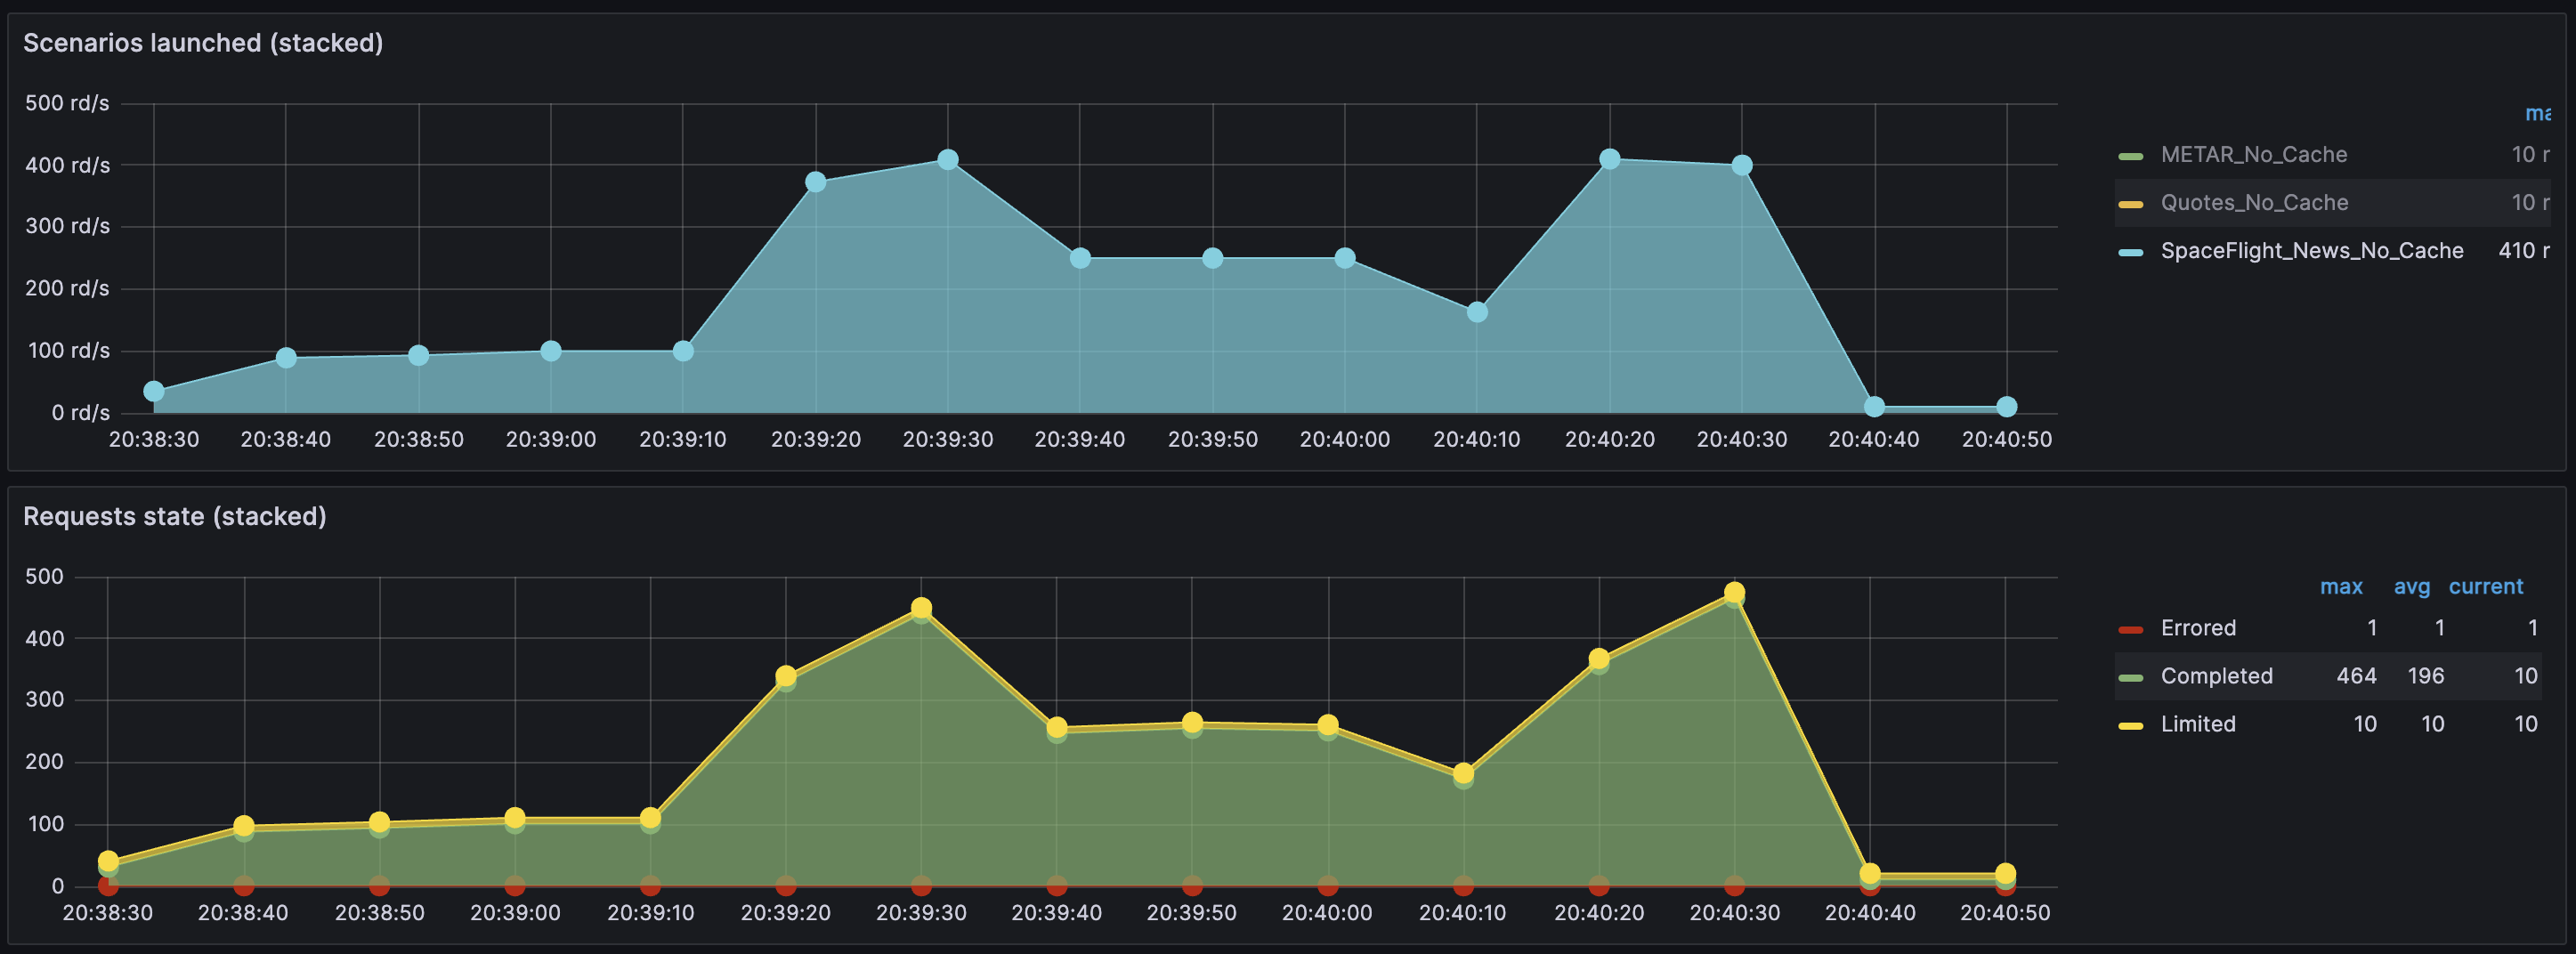 Scenarios launched (stacked)
500 rd/s
400 rd/s
300 rd/s
200 rd/s
100 rd/s
0 rd/s
20:38:30 20:38:40 20:38:50 20:39:00 20:39:10 20:39:20 20:39:30 20:39:40 20:39:50 20:40:00 20:40:10 20:40:20 20:40:30 20:40:40 20:40:50
ma
METAR_No_Cache 10 r
Quotes_No_Cache 10 r
SpaceFlight_News_No_Cache 410 r
Requests state (stacked)
500
400
300
200
100
0
20:38:30 20:38:40 20:38:50 20:39:00 20:39:10 20:39:20 20:39:30 20:39:40 20:39:50 20:40:00 20:40:10 20:40:20 20:40:30 20:40:40 20:40:50
max avg current
Errored 1 1 1
Completed 464 196 10
Limited 10 10 10